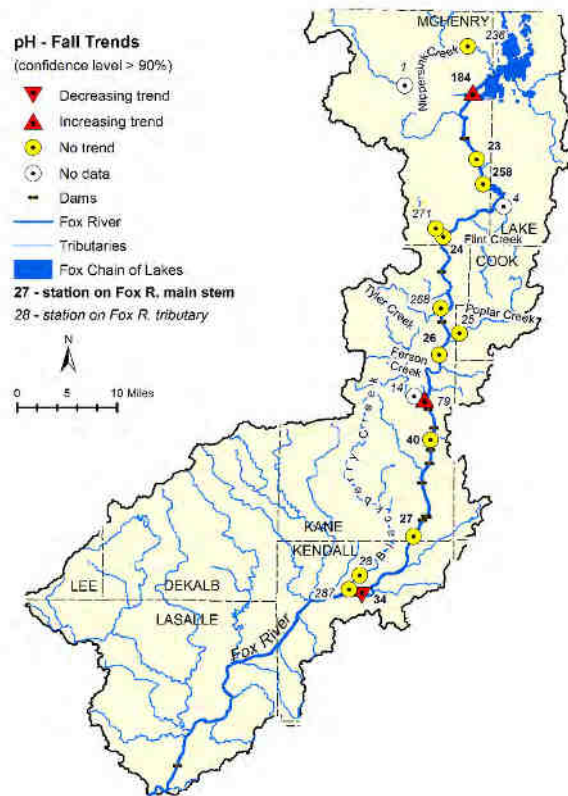 pH - Fall Trends
(confidence level > 90%)
Decreasing trend
Increasing trend
No trend
No data
Dams
Fox River
Tributaries
Fox Chain of Lakes
27 - station on Fox R. main stem
28 - station on Fox R. tributary
N
0 5 10 Miles
MCHENRY
236
1
Nippersink Creek
184
23
258
4
271
24
LAKE
Flint Creek
COOK
268
Tyler Creek
Poplar Creek
25
26
Ferson
Creek
14
79
40
Blackberry Creek
27
KANE
KENDALL
28
287
34
LEE
DEKALB
LASALLE
Fox River